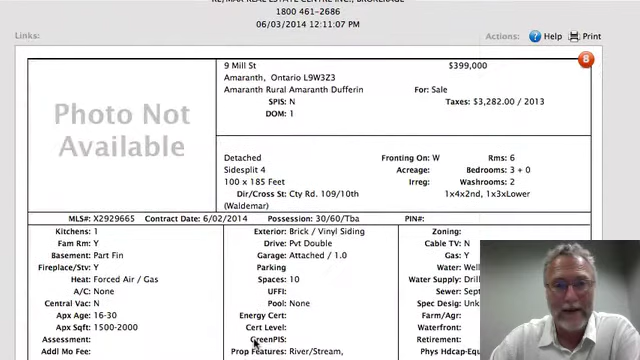 RE/MAX REAL ESTATE CENTRE INC., BROKERAGE
1800 461-2686
06/03/2014 12:11:07 PM
Links:
Actions: ? Help Print
8
Photo Not
Available
9 Mill St $399,000
Amaranth, Ontario L9W3Z3
Amaranth Rural Amaranth Dufferin For: Sale
SPIS: N Taxes: $3,282.00 / 2013
DOM: 1
Detached Fronting On: W Rms: 6
Sidesplit 4 Acreage: Bedrooms: 3 + 0
100 x 185 Feet Irreg: Washrooms: 2
Dir/Cross St: Cty Rd. 109/10th 1x4x2nd, 1x3xLower
(Waldemar)
MLS#: X2929665 Contract Date: 6/02/2014 Possession: 30/60/Tba PIN#:
Kitchens: 1 Exterior: Brick / Vinyl Siding Zoning:
Fam Rm: Y Drive: Pvt Double Cable TV: N Gas: Y
Basement: Part Fin Garage: Attached / 1.0 Hydro: Y
Fireplace/Stv: Y Parking Gas: Y
Heat: Forced Air / Gas Spaces: 10 Water: Well
A/C: None UFFI: Water Supply: Dril
Central Vac: N Pool: None Sewer: Sept
Apx Age: 16-30 Energy Cert: Spec Desig: Unk
Apx Sqft: 1500-2000 Cert Level: Farm/Agr:
Assessment: GreenPIS: Waterfront:
Addl Mo Fee: Prop Features: River/Stream, Retirement:
Phys Hdcap-Equ